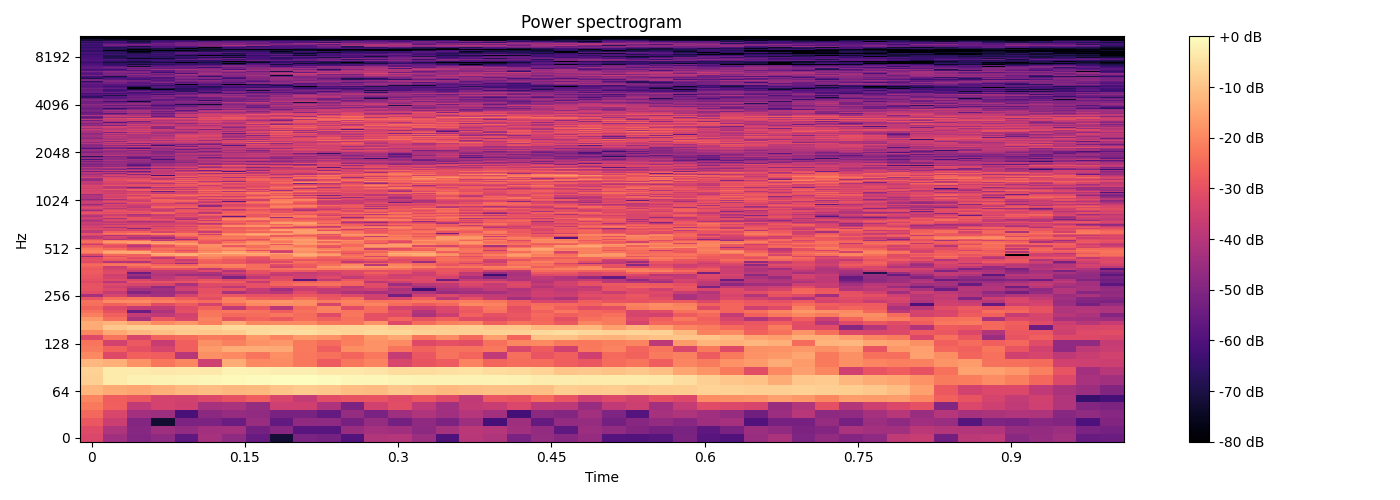 Power spectrogram
8192
4096
2048
1024
512
256
128
64
0
Hz
0 0.15 0.3 0.45 0.6 0.75 0.9
Time
+0 dB
-10 dB
-20 dB
-30 dB
-40 dB
-50 dB
-60 dB
-70 dB
-80 dB